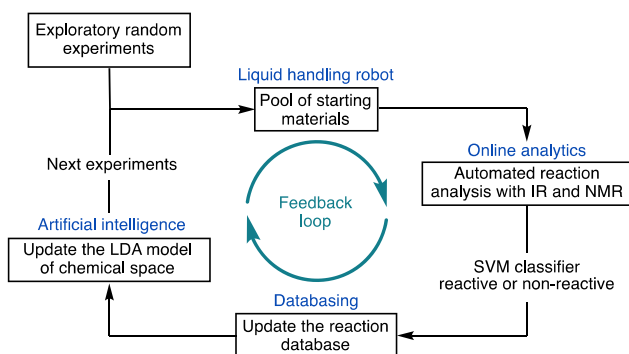 Exploratory random
experiments
Liquid handling robot
Pool of starting
materials
Online analytics
Automated reaction
analysis with IR and NMR
SVM classifier
reactive or non-reactive
Databasing
Update the reaction
database
Artificial intelligence
Update the LDA model
of chemical space
Next experiments
Feedback
loop